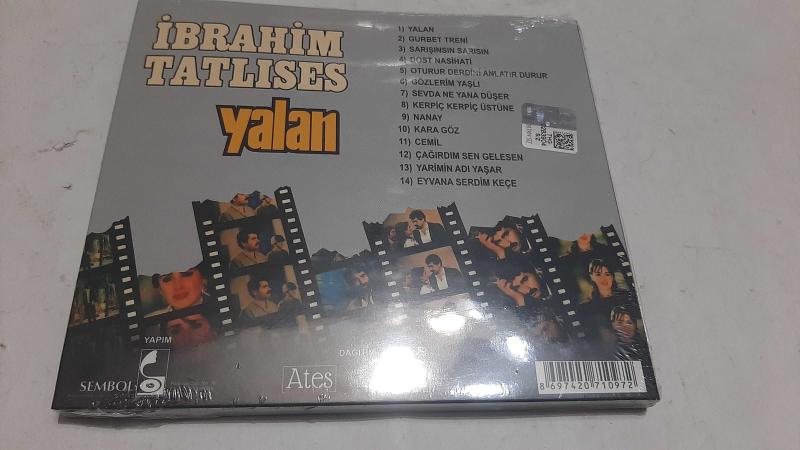 İBRAHİM
TATLISES
yalan
1) YALAN
2) GURBET TRENİ
3) SARIŞINSIN SARISIN
4) DOST NASİHATİ
5) OTURUR DERDİNİ ANLATIR DURUR
6) GÖZLERİM YAŞLI
7) SEVDA NE YANA DÜŞER
8) KERPİÇ KERPİÇ ÜSTÜNE
9) NANAY
10) KARA GÖZ
11) CEMİL
12) ÇAĞIRDIM SEN GELESEN
13) YARİMİN ADI YAŞAR
14) EYVANA SERDİM KEÇE
YAPIM
SEMBOL
Ateş
8 697420 710972